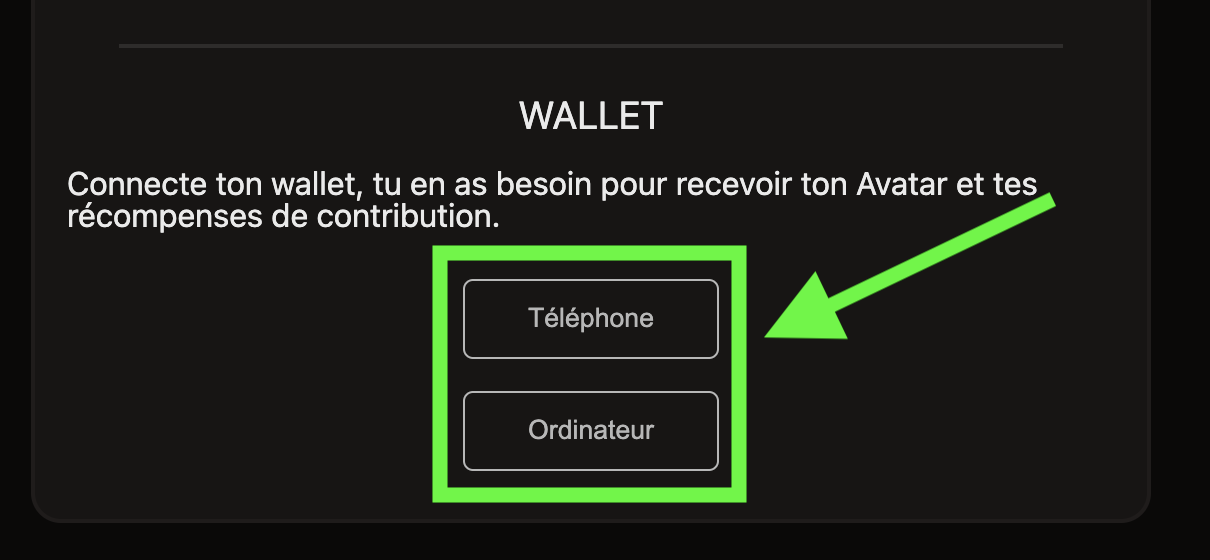 WALLET
Connecte ton wallet, tu en as besoin pour recevoir ton Avatar et tes
récompenses de contribution.
Téléphone
Ordinateur